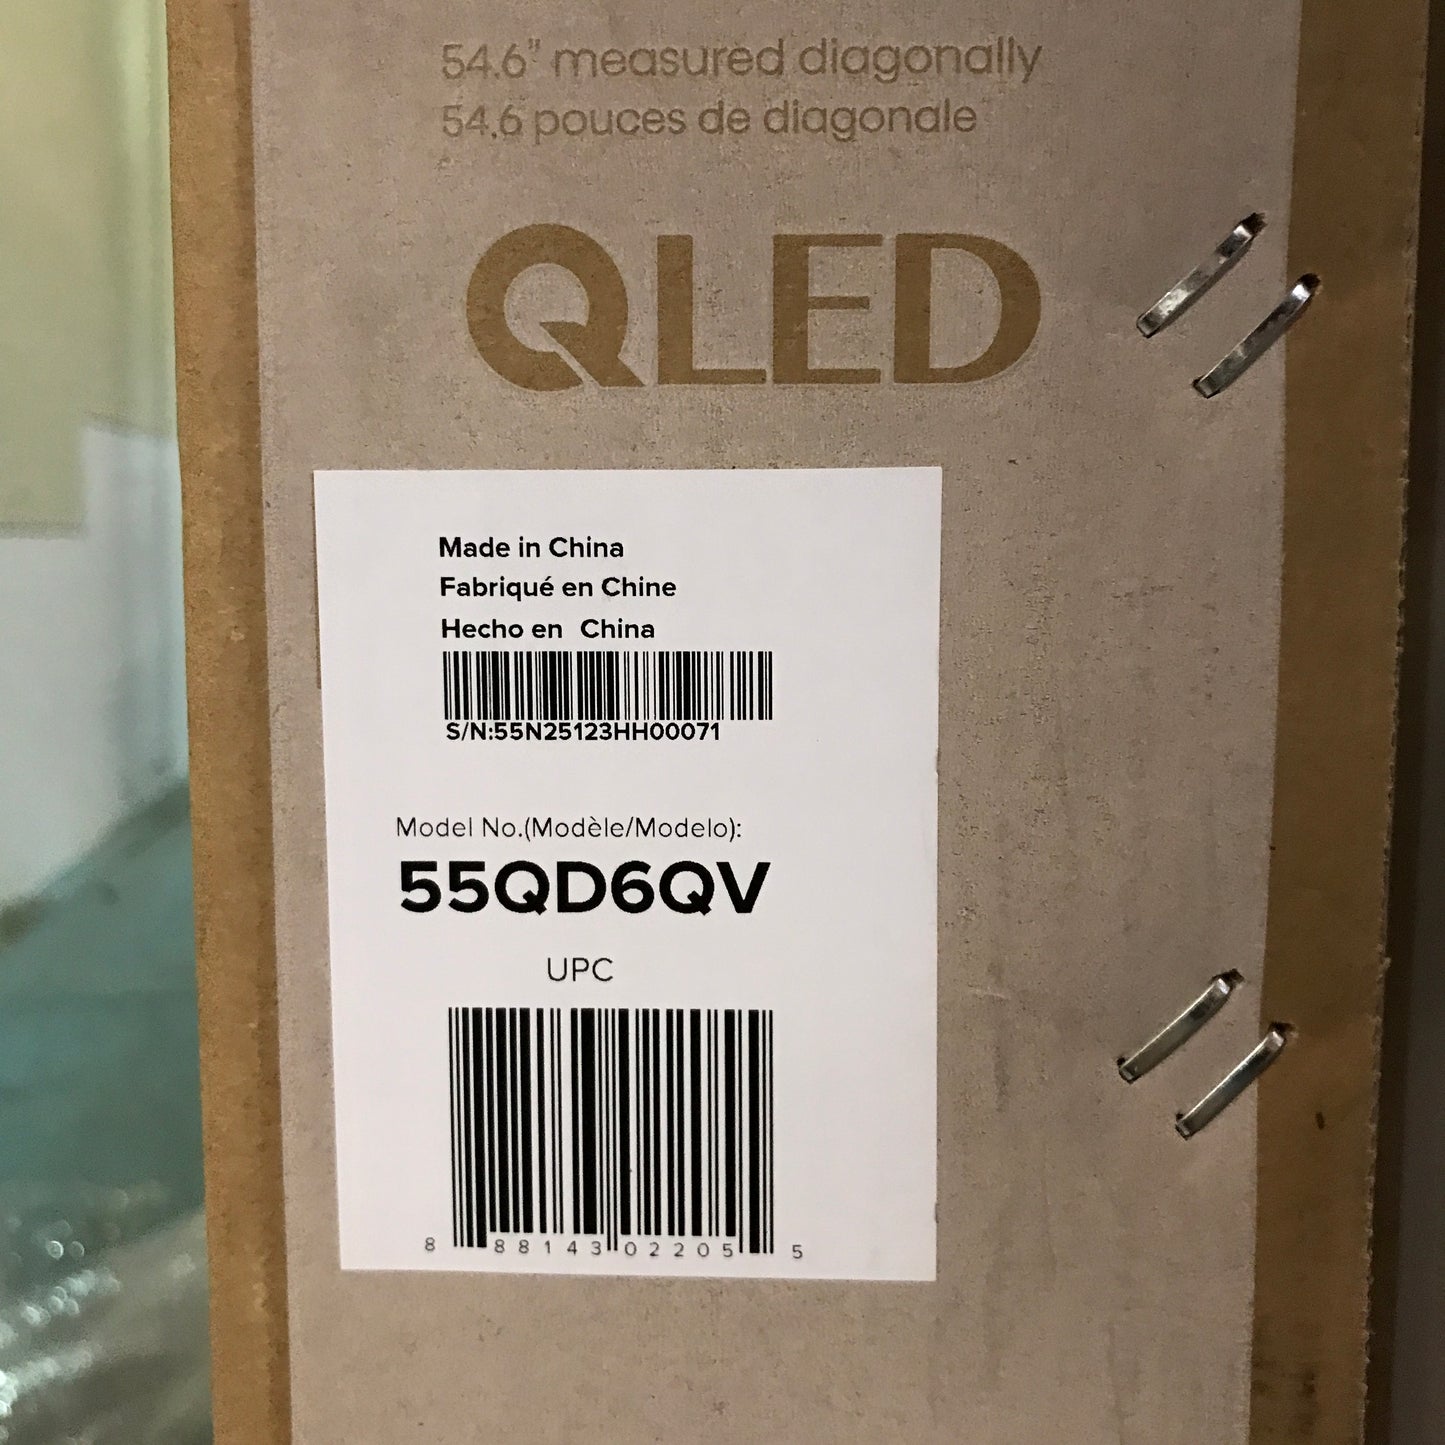 54.6" measured diagonally
54,6 pouces de diagonale
QLED
Made in China
Fabriqué en Chine
Hecho en China
S/N:55N25123HH00071
Model No.(Modèle/Modelo):
55QD6QV
UPC
8 88143 02205 5